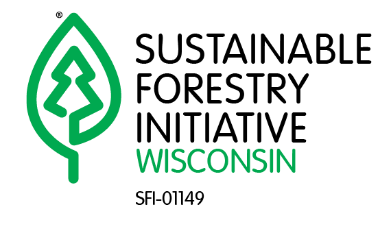 ®
SUSTAINABLE
FORESTRY
INITIATIVE
WISCONSIN
SFI-01149